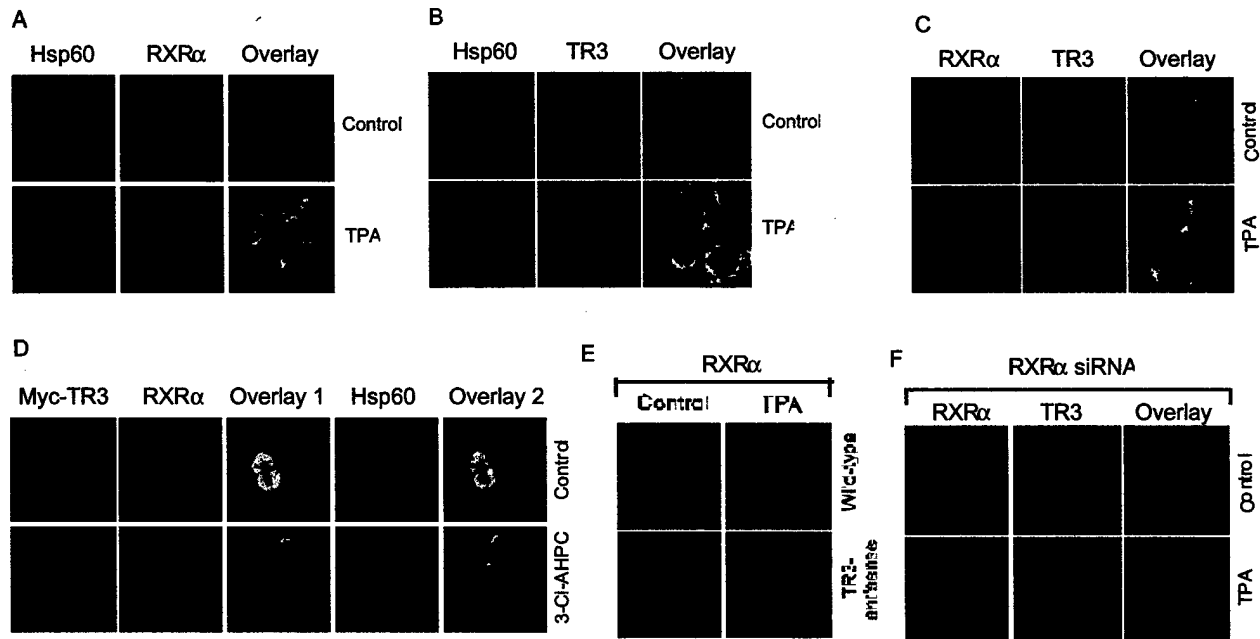 A
Hsp60 RXRα Overlay
Control
TPA
B
Hsp60 TR3 Overlay
Control
TPA
C
RXRα TR3 Overlay
Control
TPA
D
Myc-TR3 RXRα Overlay 1 Hsp60 Overlay 2
Control
3-Cl-AHPC
E
RXRα
Control TPA
Wild-type
TR3-
antisense
F
RXRα siRNA
RXRα TR3 Overlay
Control
TPA